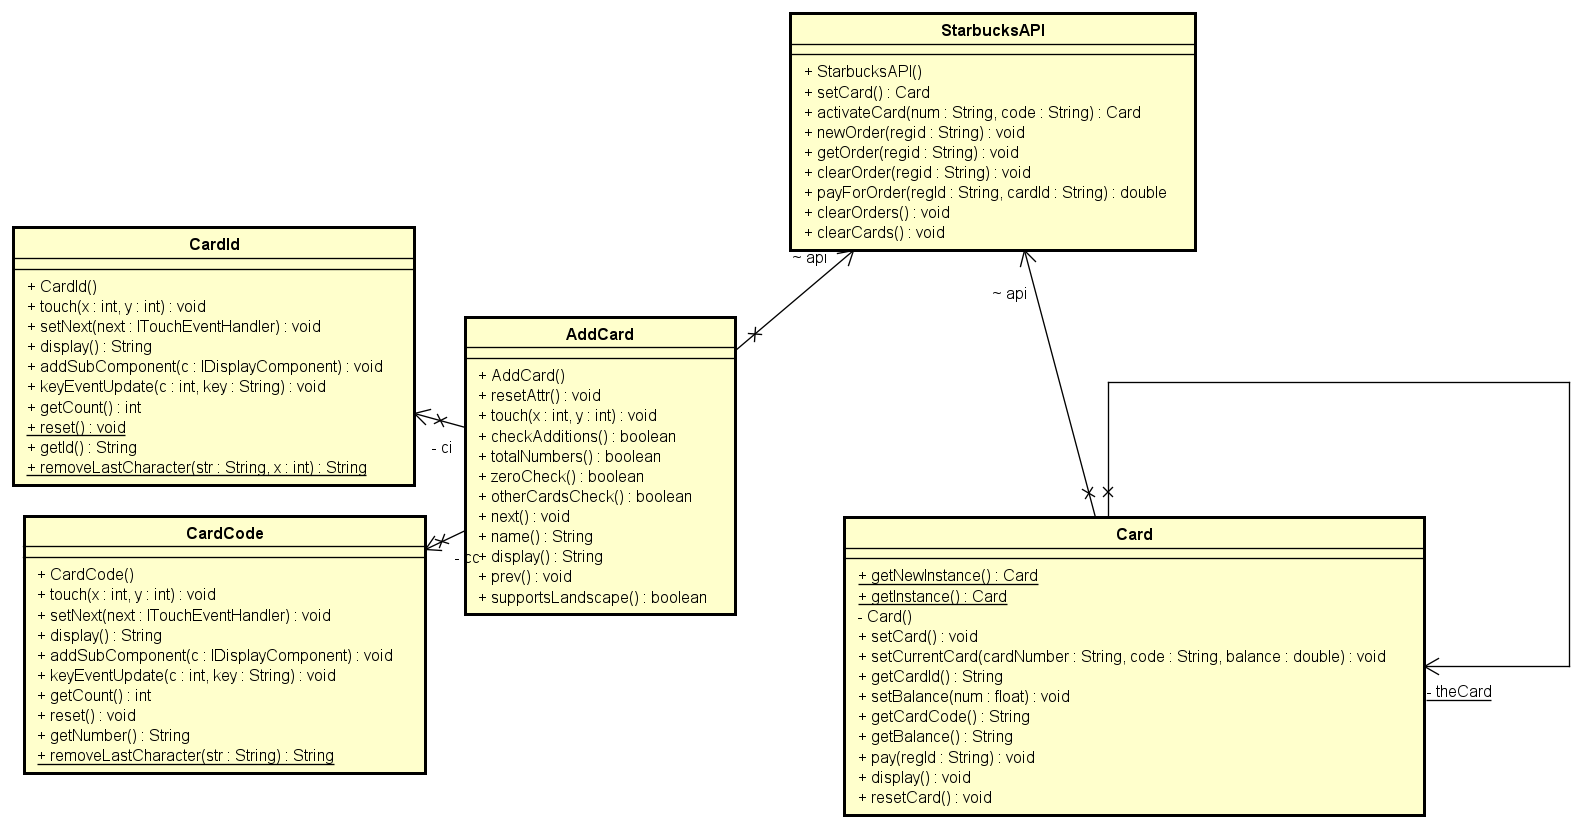 StarbucksAPI
+ StarbucksAPI()
+ setCard() : Card
+ activateCard(num : String, code : String) : Card
+ newOrder(regid : String) : void
+ getOrder(regid : String) : void
+ clearOrder(regid : String) : void
+ payForOrder(regId : String, cardId : String) : double
+ clearOrders() : void
+ clearCards() : void
~ api
~ api
CardId
+ CardId()
+ touch(x : int, y : int) : void
+ setNext(next : ITouchEventHandler) : void
+ display() : String
+ addSubComponent(c : IDisplayComponent) : void
+ keyEventUpdate(c : int, key : String) : void
+ getCount() : int
+ reset() : void
+ getId() : String
+ removeLastCharacter(str : String, x : int) : String
- ci
AddCard
+ AddCard()
+ resetAttr() : void
+ touch(x : int, y : int) : void
+ checkAdditions() : boolean
+ totalNumbers() : boolean
+ zeroCheck() : boolean
+ otherCardsCheck() : boolean
+ next() : void
+ name() : String
+ display() : String
+ prev() : void
+ supportsLandscape() : boolean
- cc
CardCode
+ CardCode()
+ touch(x : int, y : int) : void
+ setNext(next : ITouchEventHandler) : void
+ display() : String
+ addSubComponent(c : IDisplayComponent) : void
+ keyEventUpdate(c : int, key : String) : void
+ getCount() : int
+ reset() : void
+ getNumber() : String
+ removeLastCharacter(str : String) : String
Card
+ getNewInstance() : Card
+ getInstance() : Card
- Card()
+ setCard() : void
+ setCurrentCard(cardNumber : String, code : String, balance : double) : void
+ getCardId() : String
+ setBalance(num : float) : void
+ getCardCode() : String
+ getBalance() : String
+ pay(regId : String) : void
+ display() : void
+ resetCard() : void
- theCard